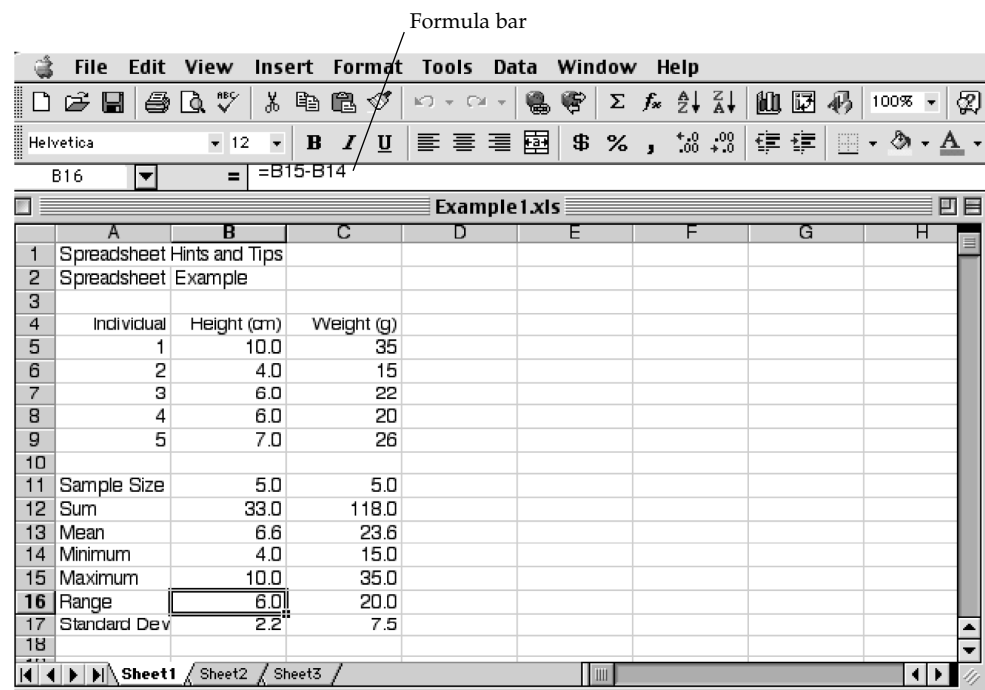 Formula bar
File Edit View Insert Format Tools Data Window Help
ABC Σ f* A Z Z A 100% ?
Helvetica 12 B I U $ % , .0 .00 .00 .0 A
B16 = =B15-B14
Example1.xls
A B C D E F G H
1 Spreadsheet Hints and Tips
2 Spreadsheet Example
3
4 Individual Height (cm) Weight (g)
5 1 10.0 35
6 2 4.0 15
7 3 6.0 22
8 4 6.0 20
9 5 7.0 26
10
11 Sample Size 5.0 5.0
12 Sum 33.0 118.0
13 Mean 6.6 23.6
14 Minimum 4.0 15.0
15 Maximum 10.0 35.0
16 Range 6.0 20.0
17 Standard Dev 2.2 7.5
18
Sheet1 Sheet2 Sheet3